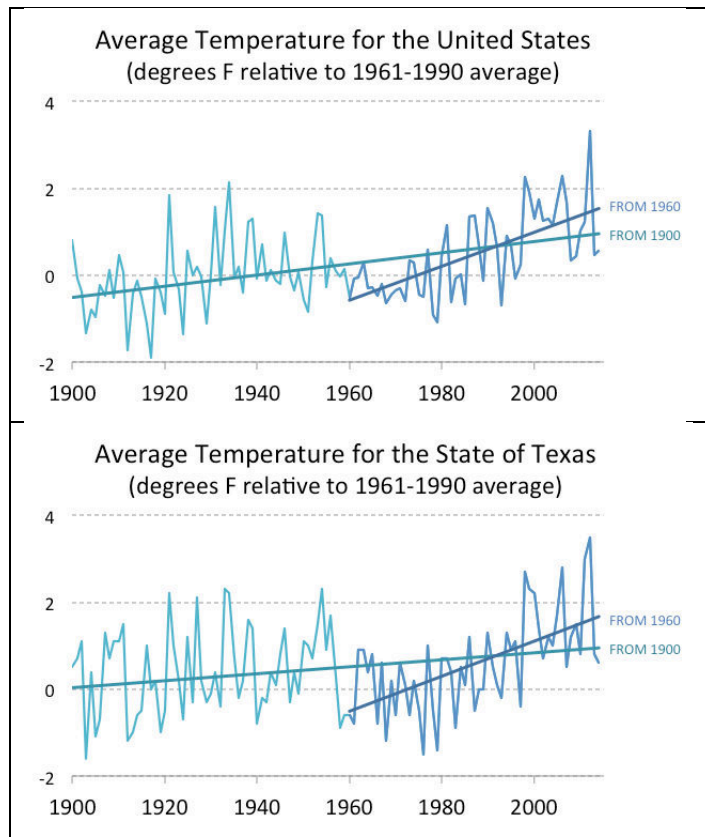 Average Temperature for the United States
(degrees F relative to 1961-1990 average)
4
2
FROM 1960
FROM 1900
0
-2
1900 1920 1940 1960 1980 2000
Average Temperature for the State of Texas
(degrees F relative to 1961-1990 average)
4
2
FROM 1960
FROM 1900
0
-2
1900 1920 1940 1960 1980 2000